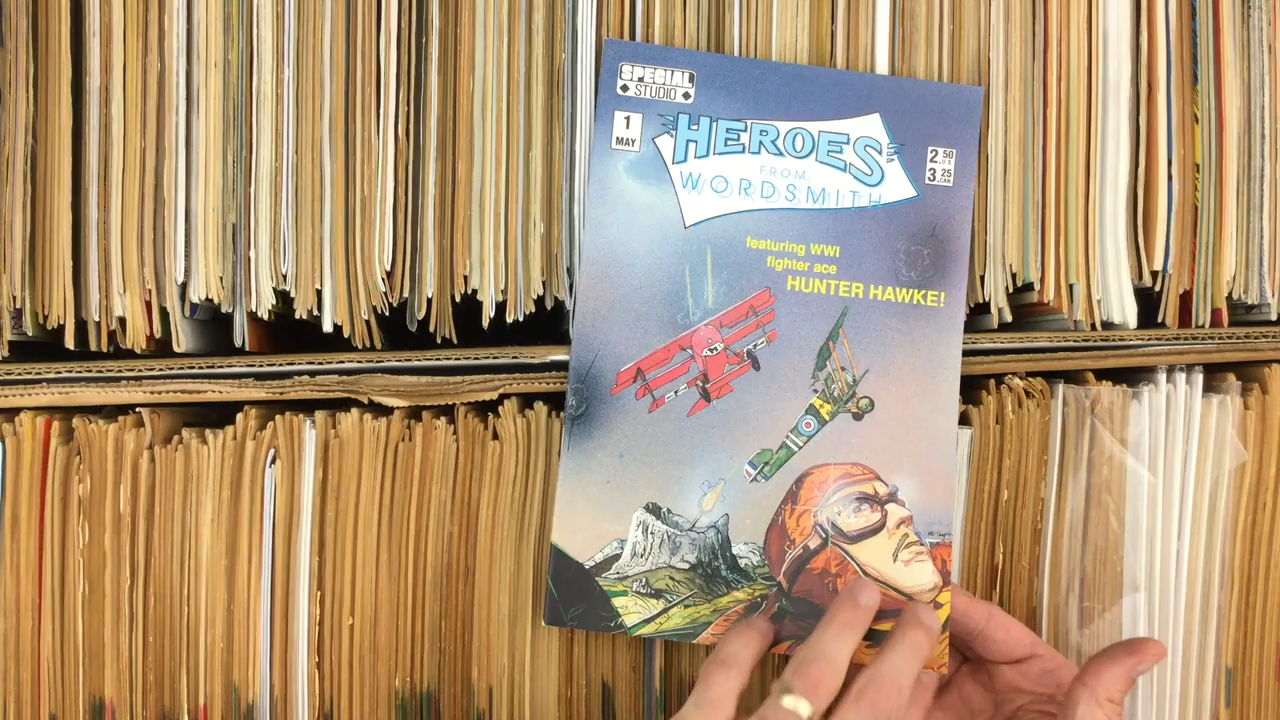 SPECIAL
STUDIO
1
MAY
HEROES
FROM
WORDSMITH
2.50
U.S
3.25
CAN.
featuring WWI
fighter ace
HUNTER HAWKE!